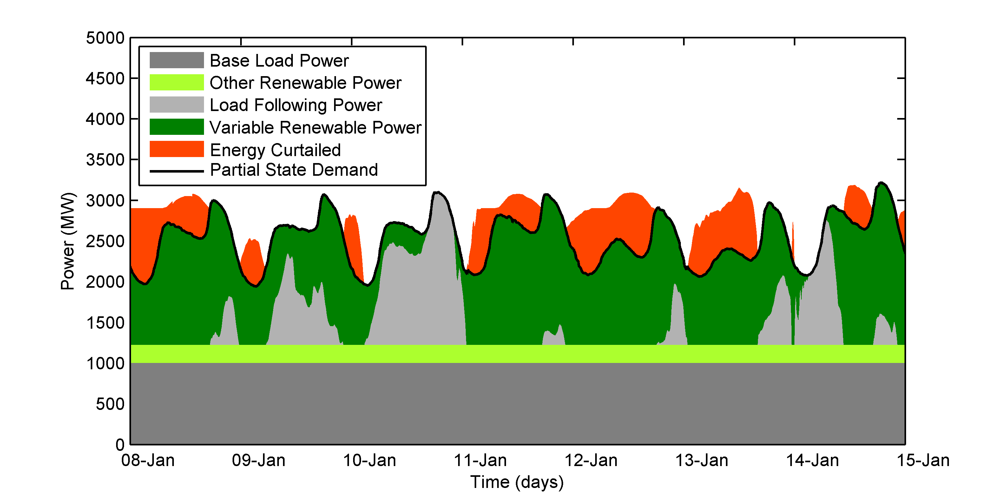 5000
4500
4000
3500
3000
2500
2000
1500
1000
500
0
Power (MW)
Base Load Power
Other Renewable Power
Load Following Power
Variable Renewable Power
Energy Curtailed
Partial State Demand
08-Jan 09-Jan 10-Jan 11-Jan 12-Jan 13-Jan 14-Jan 15-Jan
Time (days)